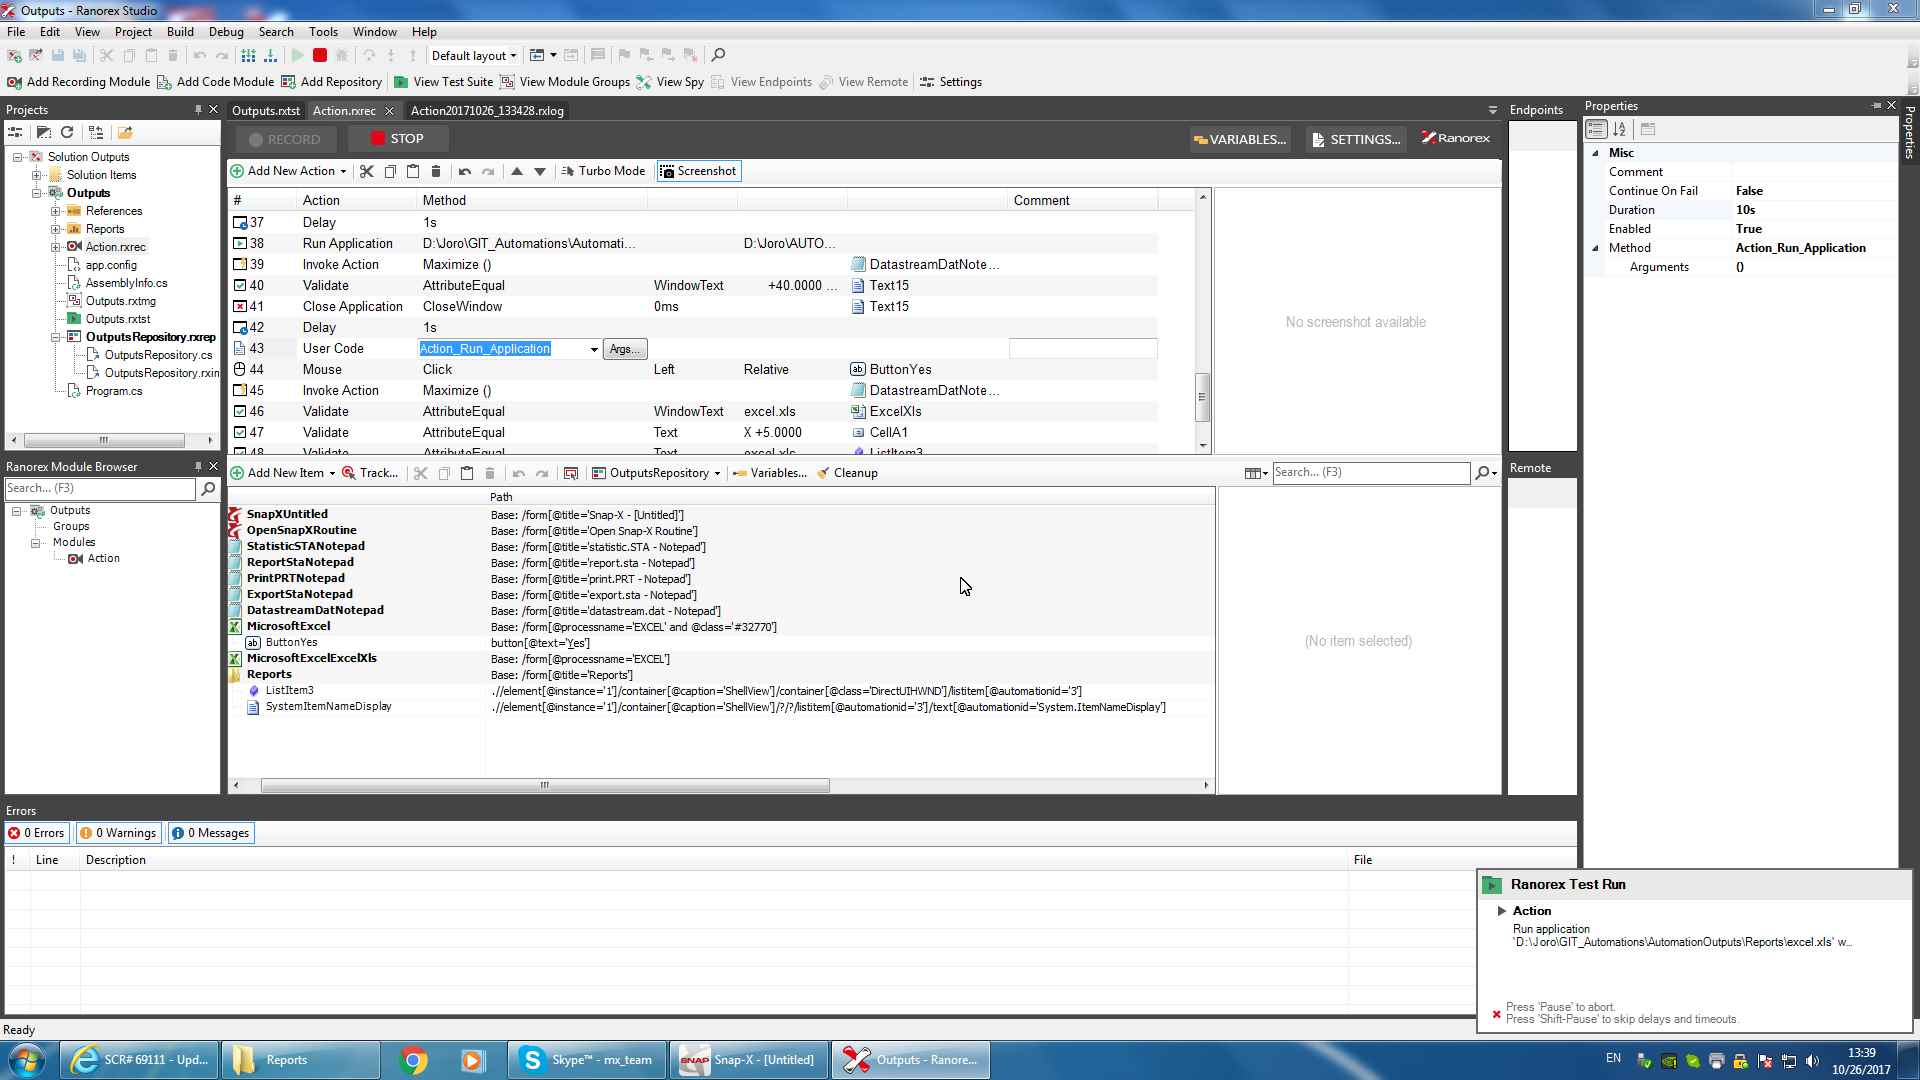 Outputs - Ranorex Studio
File Edit View Project Build Debug Search Tools Window Help
Default layout
Add Recording Module Add Code Module Add Repository View Test Suite View Module Groups View Spy View Endpoints View Remote Settings
Projects
Solution Outputs
Solution Items
Outputs
References
Reports
Action.rxrec
app.config
AssemblyInfo.cs
Outputs.rxtmg
Outputs.rxtst
OutputsRepository.rxrep
OutputsRepository.cs
OutputsRepository.rxin
Program.cs
Ranorex Module Browser
Search... (F3)
Outputs
Groups
Modules
Action
Outputs.rxtst Action.rxrec Action20171026_133428.rxlog
RECORD STOP VARIABLES... SETTINGS... Ranorex
Add New Action Turbo Mode Screenshot
# Action Method Comment
37 Delay 1s
38 Run Application D:\Joro\GIT_Automations\Automati... D:\Joro\AUTO...
39 Invoke Action Maximize () DatastreamDatNote...
40 Validate AttributeEqual WindowText +40.0000 ... Text15
41 Close Application CloseWindow 0ms Text15
42 Delay 1s
43 User Code Action_Run_Application Args...
44 Mouse Click Left Relative ButtonYes
45 Invoke Action Maximize () DatastreamDatNote...
46 Validate AttributeEqual WindowText excel.xls ExcelXls
47 Validate AttributeEqual Text X +5.0000 CellA1
48 Validate AttributeEqual Text excel.xls ListItem3
No screenshot available
Add New Item Track... OutputsRepository Variables... Cleanup Search... (F3)
Path
SnapXUntitled Base: /form[@title='Snap-X - [Untitled]']
OpenSnapXRoutine Base: /form[@title='Open Snap-X Routine']
StatisticSTANotepad Base: /form[@title='statistic.STA - Notepad']
ReportStaNotepad Base: /form[@title='report.sta - Notepad']
PrintPRTNotepad Base: /form[@title='print.PRT - Notepad']
ExportStaNotepad Base: /form[@title='export.sta - Notepad']
DatastreamDatNotepad Base: /form[@title='datastream.dat - Notepad']
MicrosoftExcel Base: /form[@processname='EXCEL' and @class='#32770']
ButtonYes button[@text='Yes']
MicrosoftExcelExcelXls Base: /form[@processname='EXCEL']
Reports Base: /form[@title='Reports']
ListItem3 .//element[@instance='1']/container[@caption='ShellView']/container[@class='DirectUIHWND']/listitem[@automationid='3']
SystemItemNameDisplay .//element[@instance='1']/container[@caption='ShellView']/?/?/listitem[@automationid='3']/text[@automationid='System.ItemNameDisplay']
(No item selected)
Endpoints
Remote
Properties
Misc
Comment
Continue On Fail False
Duration 10s
Enabled True
Method Action_Run_Application
Arguments ()
Properties
Errors
0 Errors 0 Warnings 0 Messages
! Line Description File
Ranorex Test Run
Action
Run application
'D:\Joro\GIT_Automations\AutomationOutputs\Reports\excel.xls' w...
Press 'Pause' to abort.
Press 'Shift-Pause' to skip delays and timeouts.
Ready
SCR# 69111 - Upd... Reports Skype™ - mx_team SNAP Snap-X - [Untitled] Outputs - Ranore... EN 13:39
10/26/2017